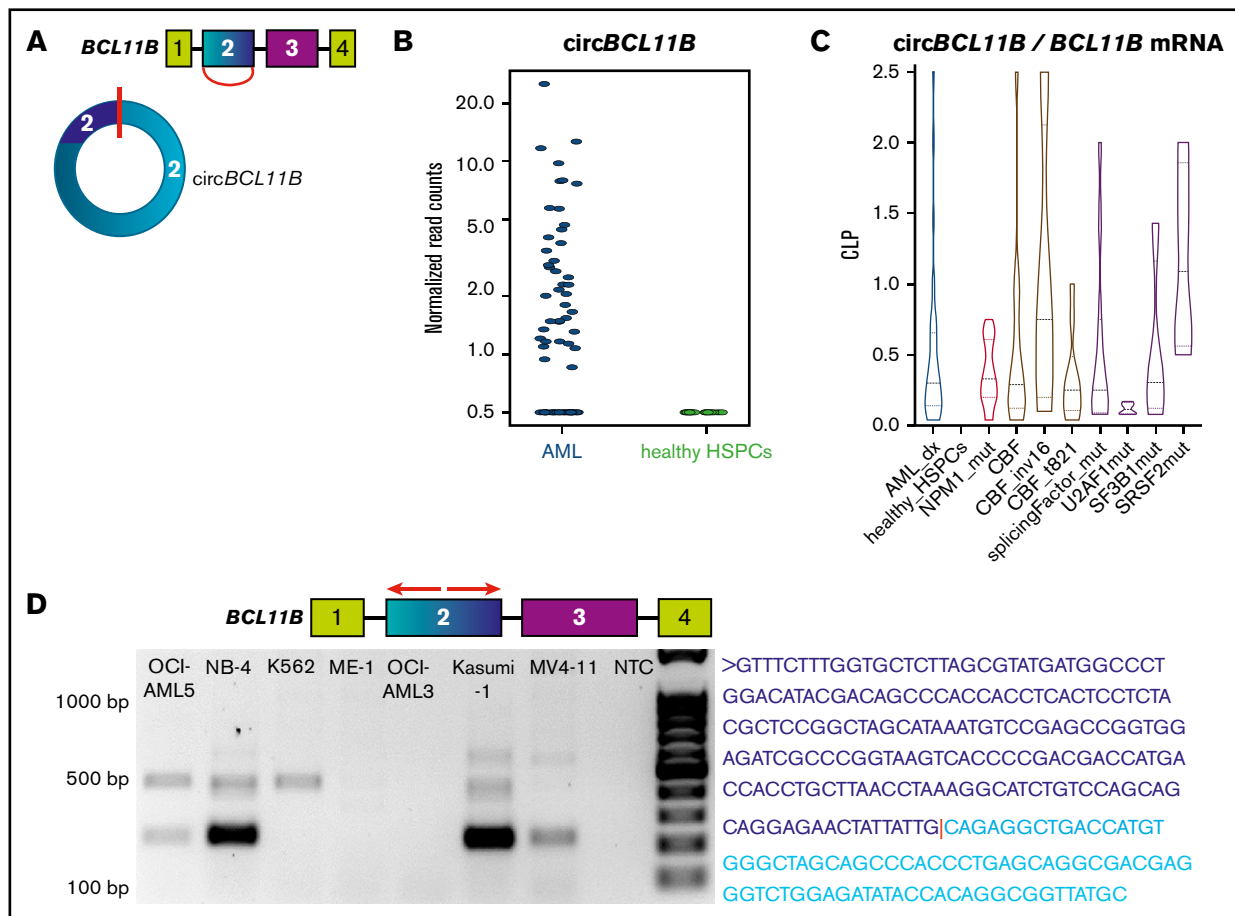 A
BCL11B 1 2 3 4
2
2
circBCL11B
B
circBCL11B
Normalized read counts
20.0
10.0
5.0
2.0
1.0
0.5
AML healthy HSPCs
C
circBCL11B / BCL11B mRNA
CLP
2.5
2.0
1.5
1.0
0.5
0.0
AML_dx
healthy_HSPCs
NPM1_mut
CBF
CBF_inv16
CBF_t821
splicingFactor_mut
U2AF1mut
SF3B1mut
SRSF2mut
D
BCL11B 1 2 3 4
OCI-AML5 NB-4 K562 ME-1 OCI-AML3 Kasumi-1 MV4-11 NTC
1000 bp
500 bp
100 bp
>GTTTCTTTGGTGCTCTTAGCGTATGATGGCCCT
GGACATACGACAGCCCACCACCTCACTCCTCTA
CGCTCCGGCTAGCATAAATGTCCGAGCCGGTGG
AGATCGCCCGGTAAGTCACCCCGACGACCATGA
CCACCTGCTTAACCTAAAGGCATCTGTCCAGCAG
CAGGAGAACTATTATTG|CAGAGGCTGACCATGT
GGGCTAGCAGCCCACCCTGAGCAGGCGACGAG
GGTCTGGAGATATACCACAGGCGGTTATGC